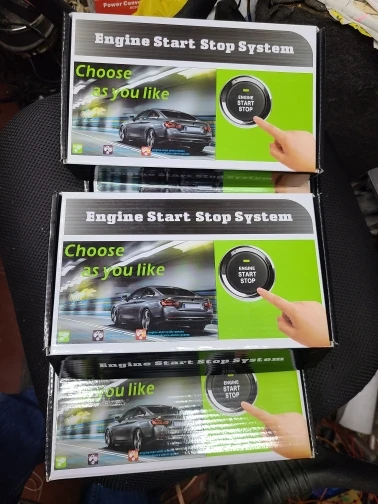 Power Conve
Engine Start Stop System
Choose
as you like
ENGINE
START
STOP
Engine Start Stop System
Choose
as you like
ENGINE
START
STOP
Engine Start Stop System
you like
ENGINE
START
STOP